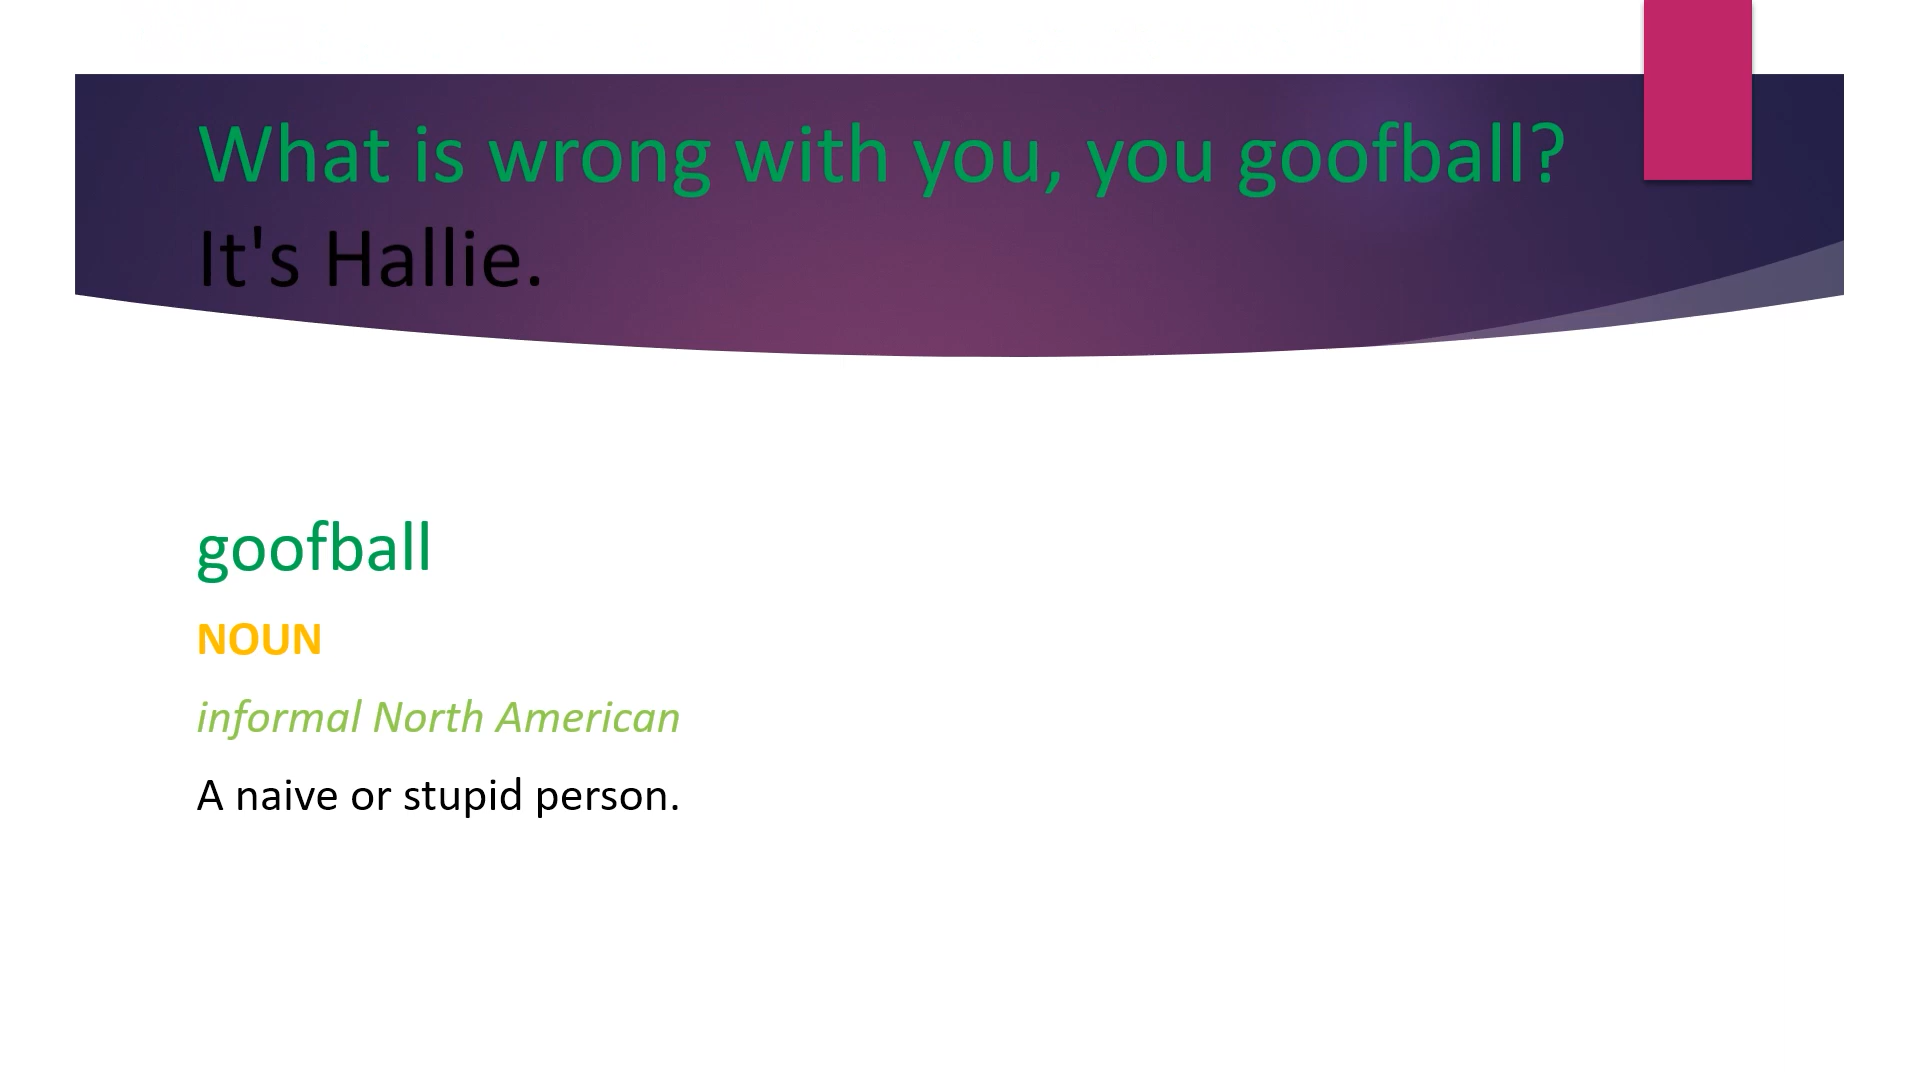 What is wrong with you, you goofball?
It's Hallie.
goofball
NOUN
informal North American
A naive or stupid person.